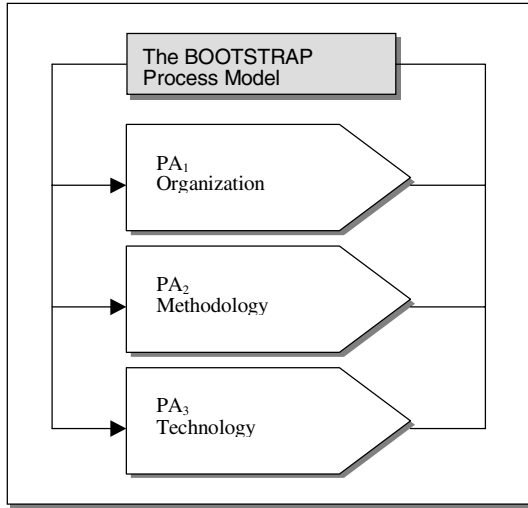 The BOOTSTRAP
Process Model
PA₁
Organization
PA₂
Methodology
PA₃
Technology